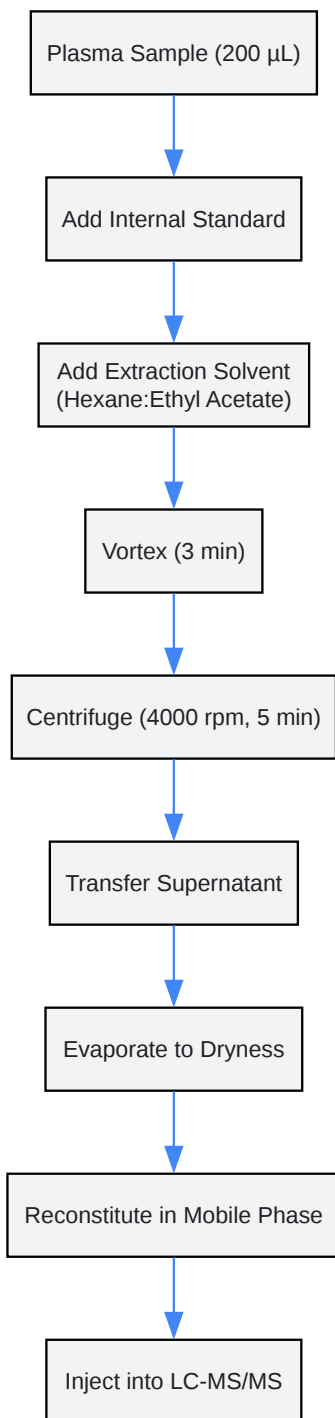 Plasma Sample (200 µL)
Add Internal Standard
Add Extraction Solvent
(Hexane:Ethyl Acetate)
Vortex (3 min)
Centrifuge (4000 rpm, 5 min)
Transfer Supernatant
Evaporate to Dryness
Reconstitute in Mobile Phase
Inject into LC-MS/MS